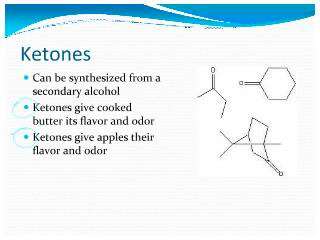 Ketones
Can be synthesized from a
secondary alcohol
Ketones give cooked
butter its flavor and odor
Ketones give apples their
flavor and odor
O
O
O